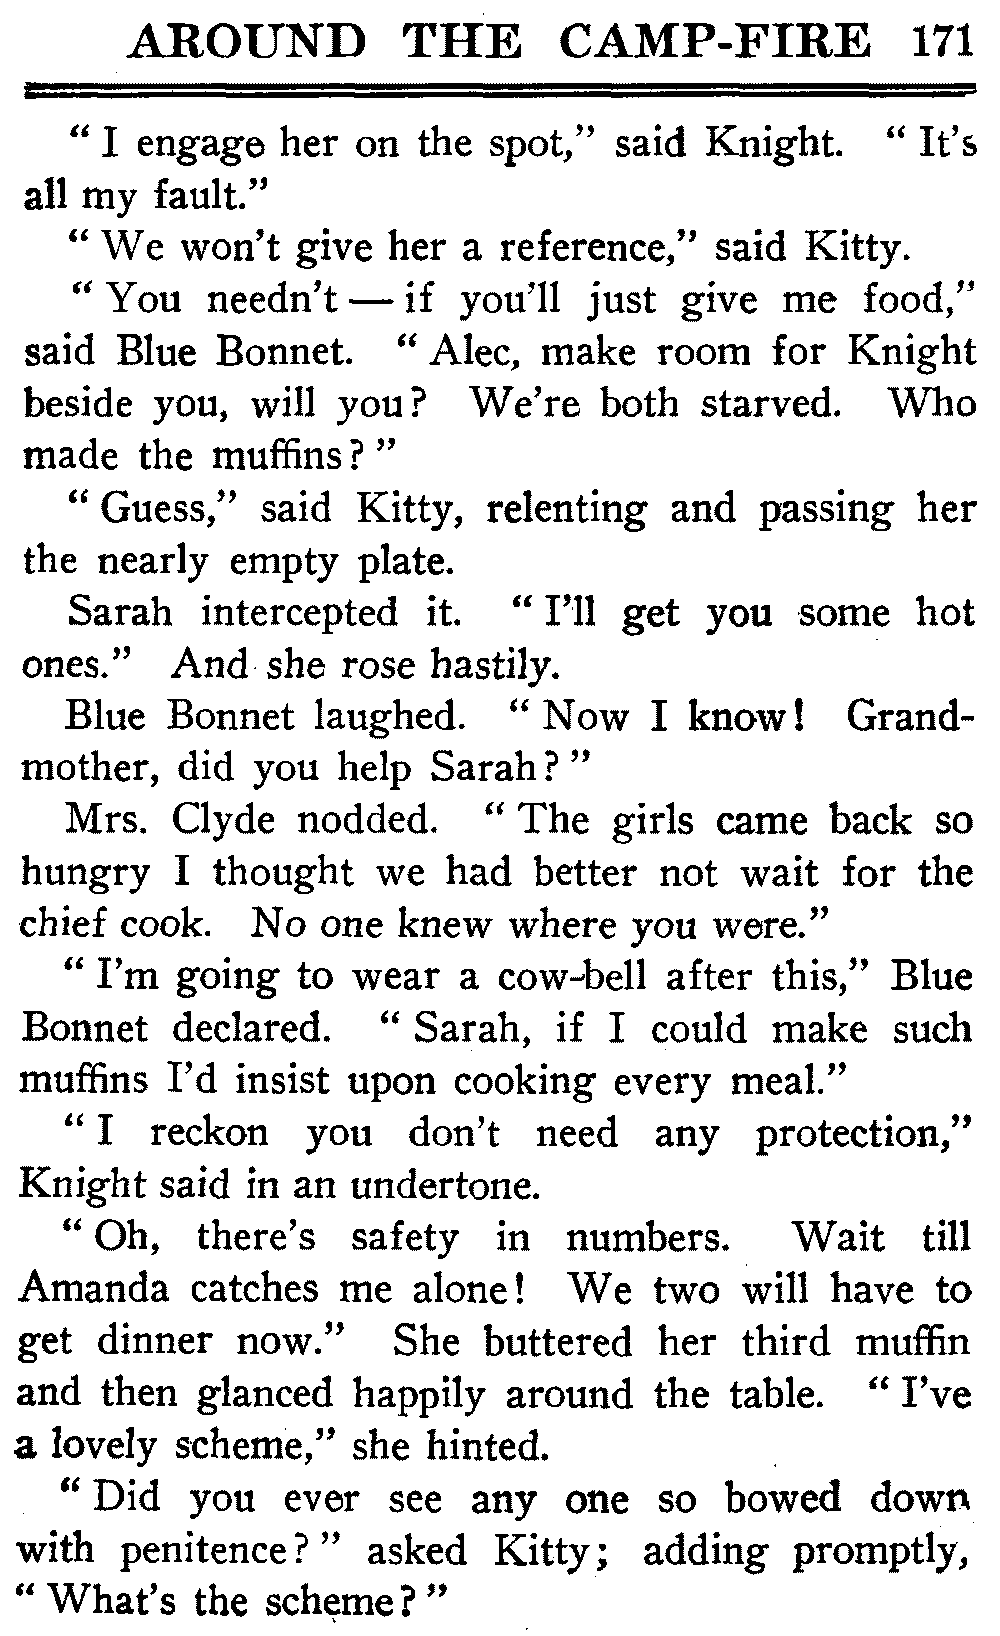 AROUND THE CAMP-FIRE 171
“ I engage her on the spot,” said Knight. “ It’s
all my fault.”
“ We won’t give her a reference,” said Kitty.
“ You needn’t — if you’ll just give me food,”
said Blue Bonnet. “ Alec, make room for Knight
beside you, will you? We’re both starved. Who
made the muffins? ”
“ Guess,” said Kitty, relenting and passing her
the nearly empty plate.
Sarah intercepted it. “ I’ll get you some hot
ones.” And she rose hastily.
Blue Bonnet laughed. “ Now I know! Grand-
mother, did you help Sarah? ”
Mrs. Clyde nodded. “ The girls came back so
hungry I thought we had better not wait for the
chief cook. No one knew where you were.”
“ I’m going to wear a cow-bell after this,” Blue
Bonnet declared. “ Sarah, if I could make such
muffins I’d insist upon cooking every meal.”
“ I reckon you don’t need any protection,”
Knight said in an undertone.
“ Oh, there’s safety in numbers. Wait till
Amanda catches me alone! We two will have to
get dinner now.” She buttered her third muffin
and then glanced happily around the table. “ I’ve
a lovely scheme,” she hinted.
“ Did you ever see any one so bowed down
with penitence? ” asked Kitty; adding promptly,
“ What’s the scheme? ”